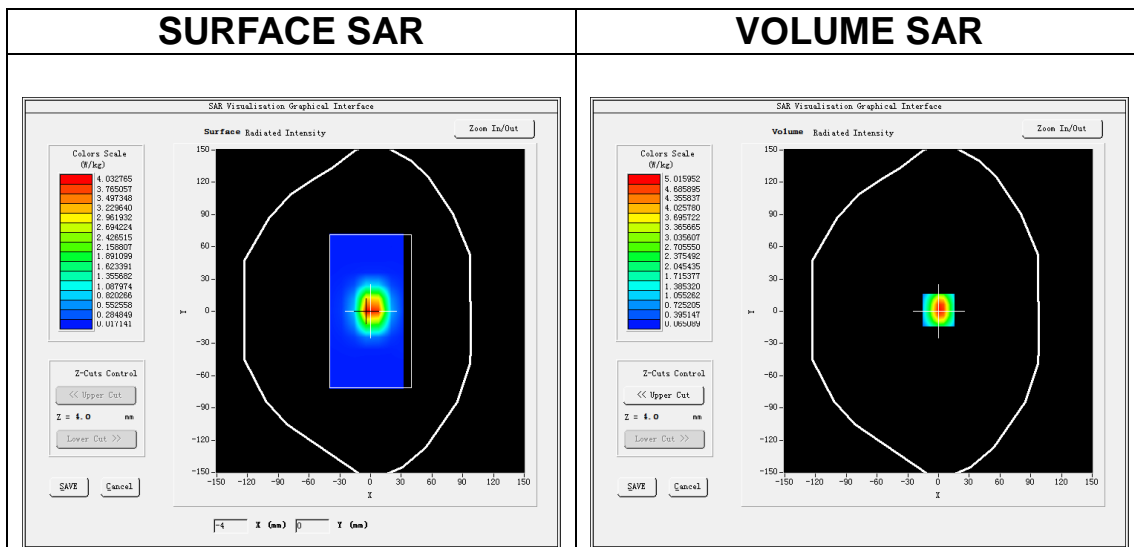 SURFACE SAR
VOLUME SAR
SAR Visualisation Graphical Interface
Surface Radiated Intensity
Zoom In/Out
Colors Scale
(W/kg)
4.032765
3.765057
3.497348
3.229640
2.961932
2.694224
2.426515
2.158807
1.891099
1.623391
1.355682
1.087974
0.820266
0.552558
0.284849
0.017141
Z-Cuts Control
<< Upper Cut
Z = 4.0 mm
Lower Cut >>
SAVE
Cancel
150
120
90
60
30
0
-30
-60
-90
-120
-150
Y
-150 -120 -90 -60 -30 0 30 60 90 120 150
X
-4 X (mm) 0 Y (mm)
SAR Visualisation Graphical Interface
Volume Radiated Intensity
Zoom In/Out
Colors Scale
(W/kg)
5.015952
4.685895
4.355837
4.025780
3.695722
3.365665
3.035607
2.705550
2.375492
2.045435
1.715377
1.385320
1.055262
0.725205
0.395147
0.065089
Z-Cuts Control
<< Upper Cut
Z = 4.0 mm
Lower Cut >>
SAVE
Cancel
150
120
90
60
30
0
-30
-60
-90
-120
-150
Y
-150 -120 -90 -60 -30 0 30 60 90 120 150
X